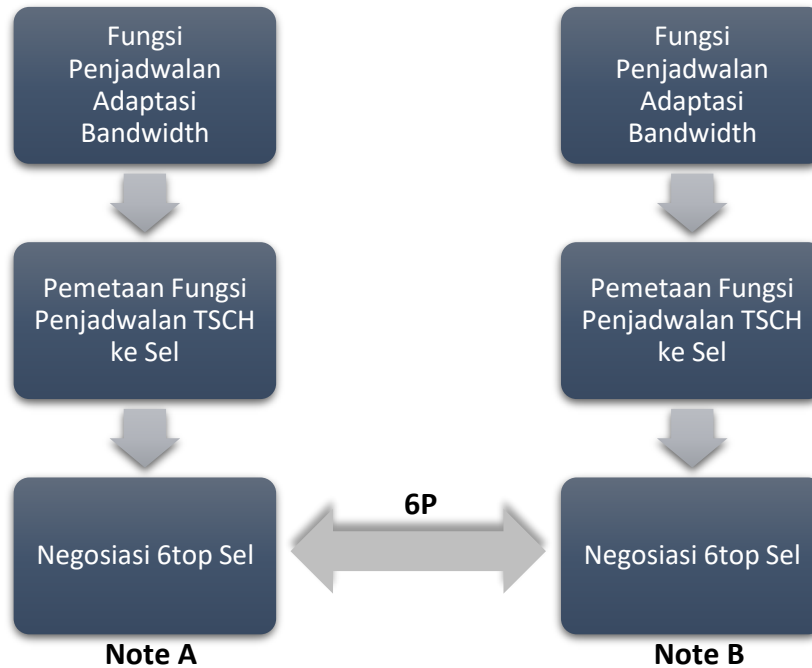 Fungsi
Penjadwalan
Adaptasi
Bandwidth
Pemetaan Fungsi
Penjadwalan TSCH
ke Sel
Negosiasi 6top Sel
Note A
6P
Fungsi
Penjadwalan
Adaptasi
Bandwidth
Pemetaan Fungsi
Penjadwalan TSCH
ke Sel
Negosiasi 6top Sel
Note B